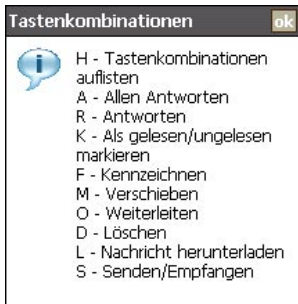 Tastenkombinationen ok
H - Tastenkombinationen
auflisten
A - Allen Antworten
R - Antworten
K - Als gelesen/ungelesen
markieren
F - Kennzeichnen
M - Verschieben
O - Weiterleiten
D - Löschen
L - Nachricht herunterladen
S - Senden/Empfangen